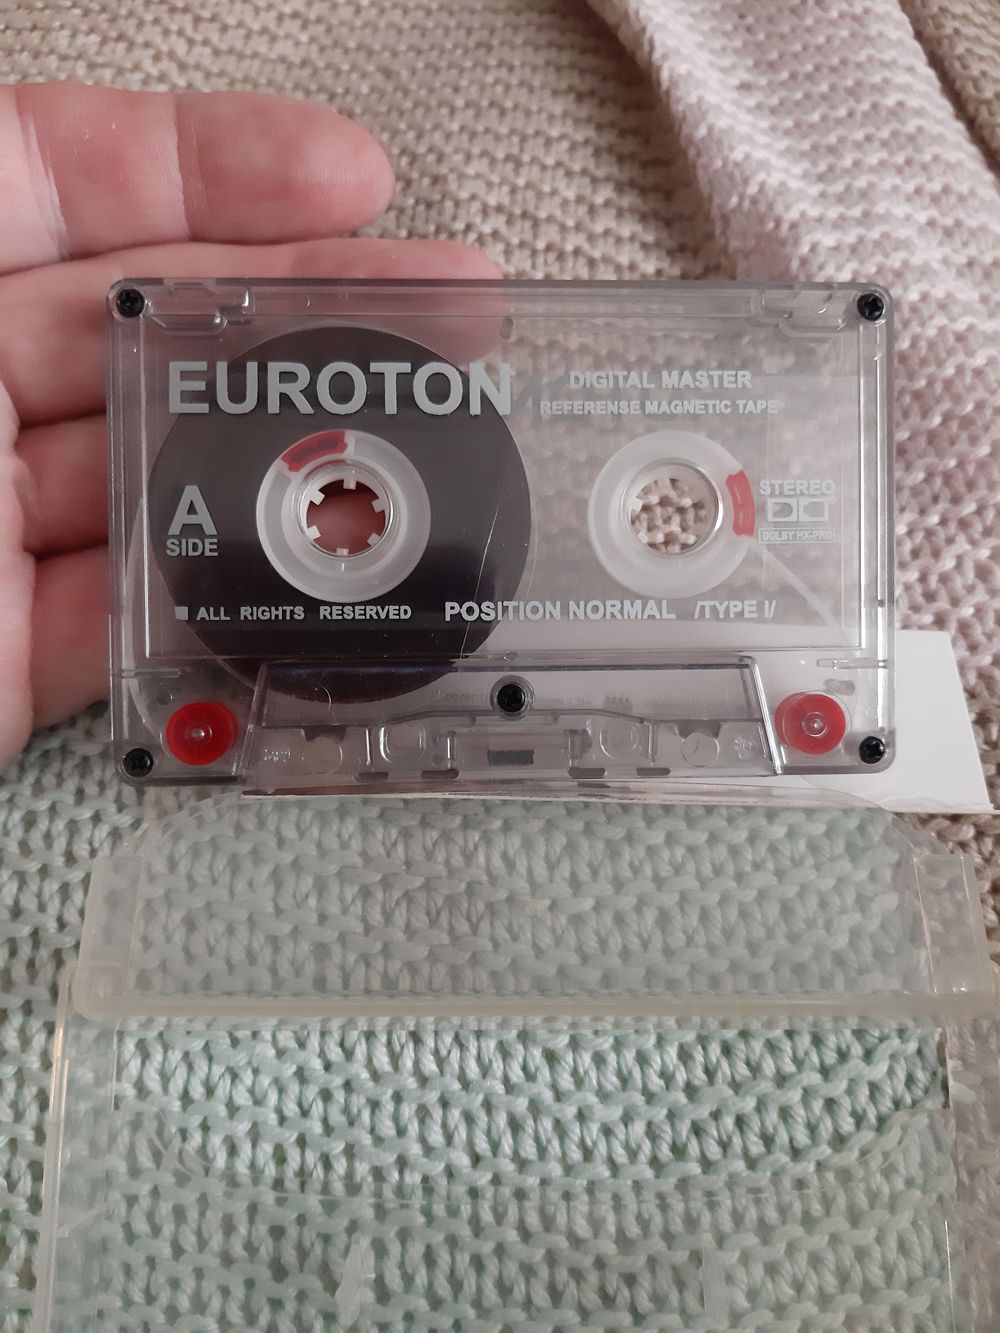 EUROTON
DIGITAL MASTER
REFERENSE MAGNETIC TAPE
A
SIDE
STEREO
DOLBY HX-PRO
ALL RIGHTS RESERVED
POSITION NORMAL /TYPE I/